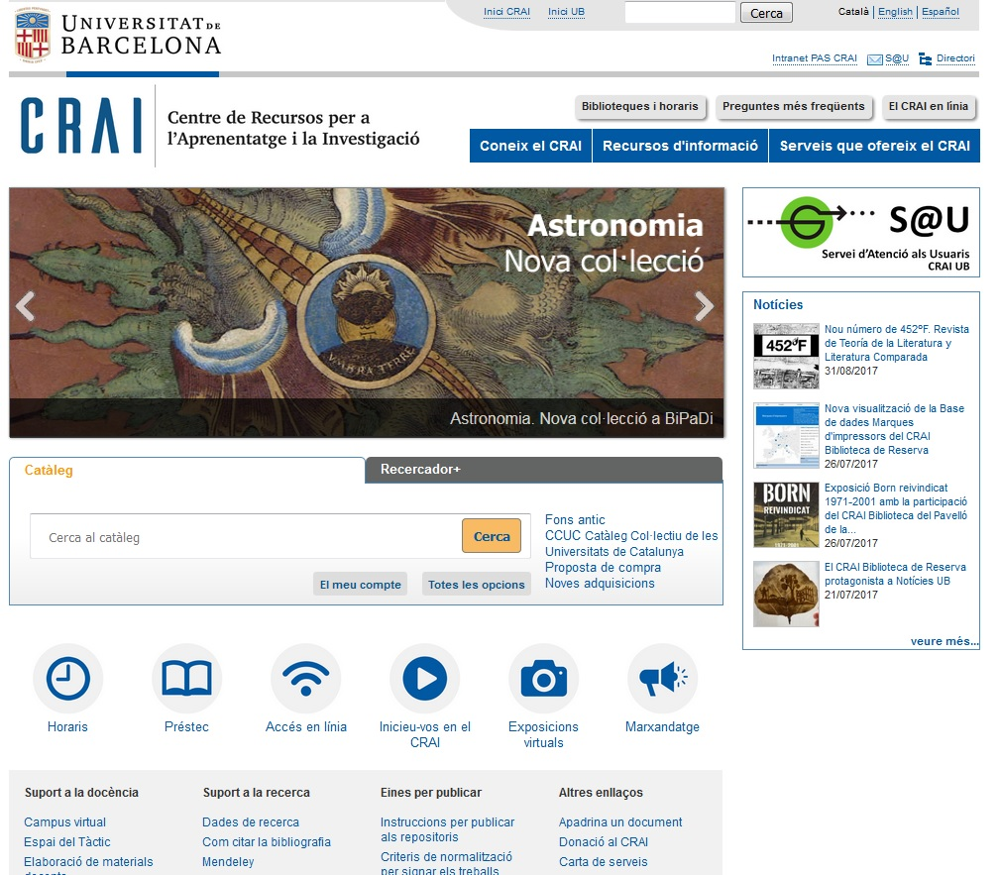 UNIVERSITAT DE
BARCELONA
Inici CRAI
Inici UB
Cerca
Català | English | Español
Intranet PAS CRAI
S@U
Directori
CRAI
Centre de Recursos per a
l'Aprenentatge i la Investigació
Biblioteques i horaris
Preguntes més freqüents
El CRAI en línia
Coneix el CRAI
Recursos d'informació
Serveis que ofereix el CRAI
Astronomia
Nova col·lecció
VMBRA TERRE
Astronomia. Nova col·lecció a BiPaDi
S@U
Servei d'Atenció als Usuaris
CRAI UB
Notícies
452ºF
Nou número de 452ºF. Revista
de Teoría de la Literatura y
Literatura Comparada
31/08/2017
Nova visualització de la Base
de dades Marques
d'impressors del CRAI
Biblioteca de Reserva
26/07/2017
BORN
REIVINDICAT
1971-2001
Exposició Born reivindicat
1971-2001 amb la participació
del CRAI Biblioteca del Pavelló
de la...
26/07/2017
El CRAI Biblioteca de Reserva
protagonista a Notícies UB
21/07/2017
veure més...
Catàleg
Recercador+
Cerca al catàleg
Cerca
El meu compte
Totes les opcions
Fons antic
CCUC Catàleg Col·lectiu de les
Universitats de Catalunya
Proposta de compra
Noves adquisicions
Horaris
Préstec
Accés en línia
Inicieu-vos en el
CRAI
Exposicions
virtuals
Marxandatge
Suport a la docència
Campus virtual
Espai del Tàctic
Elaboració de materials
docents
Suport a la recerca
Dades de recerca
Com citar la bibliografia
Mendeley
Eines per publicar
Instruccions per publicar
als repositoris
Criteris de normalització
per signar els treballs
Altres enllaços
Apadrina un document
Donació al CRAI
Carta de serveis